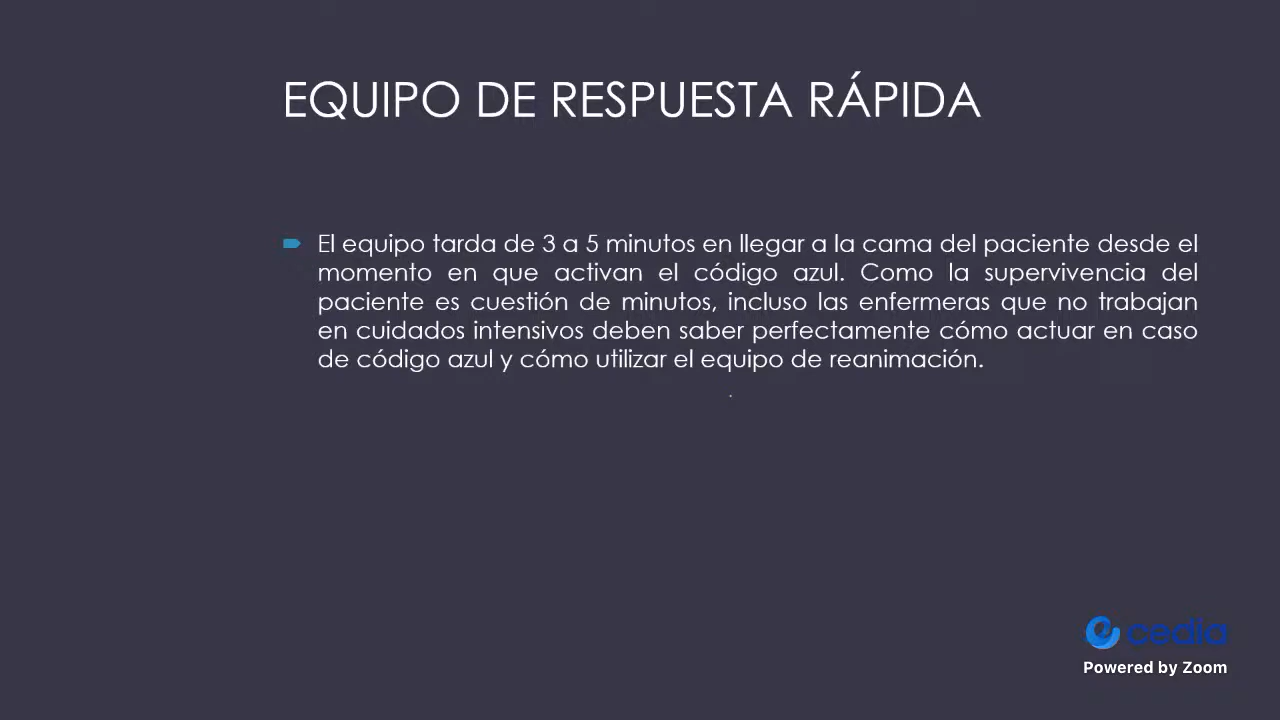 EQUIPO DE RESPUESTA RÁPIDA
El equipo tarda de 3 a 5 minutos en llegar a la cama del paciente desde el
momento en que activan el código azul. Como la supervivencia del
paciente es cuestión de minutos, incluso las enfermeras que no trabajan
en cuidados intensivos deben saber perfectamente cómo actuar en caso
de código azul y cómo utilizar el equipo de reanimación.
.
cedia
Powered by Zoom